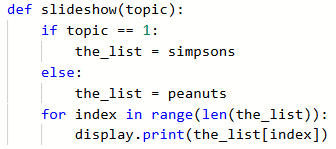 def slideshow(topic):
    if topic == 1:
        the_list = simpsons
    else:
        the_list = peanuts
    for index in range(len(the_list)):
        display.print(the_list[index])